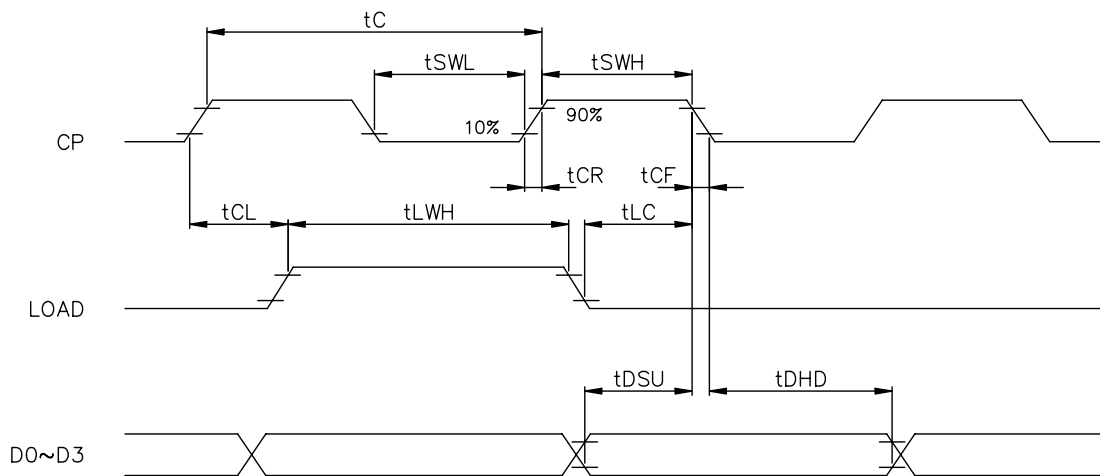 tC
tSWL
tSWH
CP
10%
90%
tCR
tCF
tCL
tLWH
tLC
LOAD
tDSU
tDHD
D0~D3